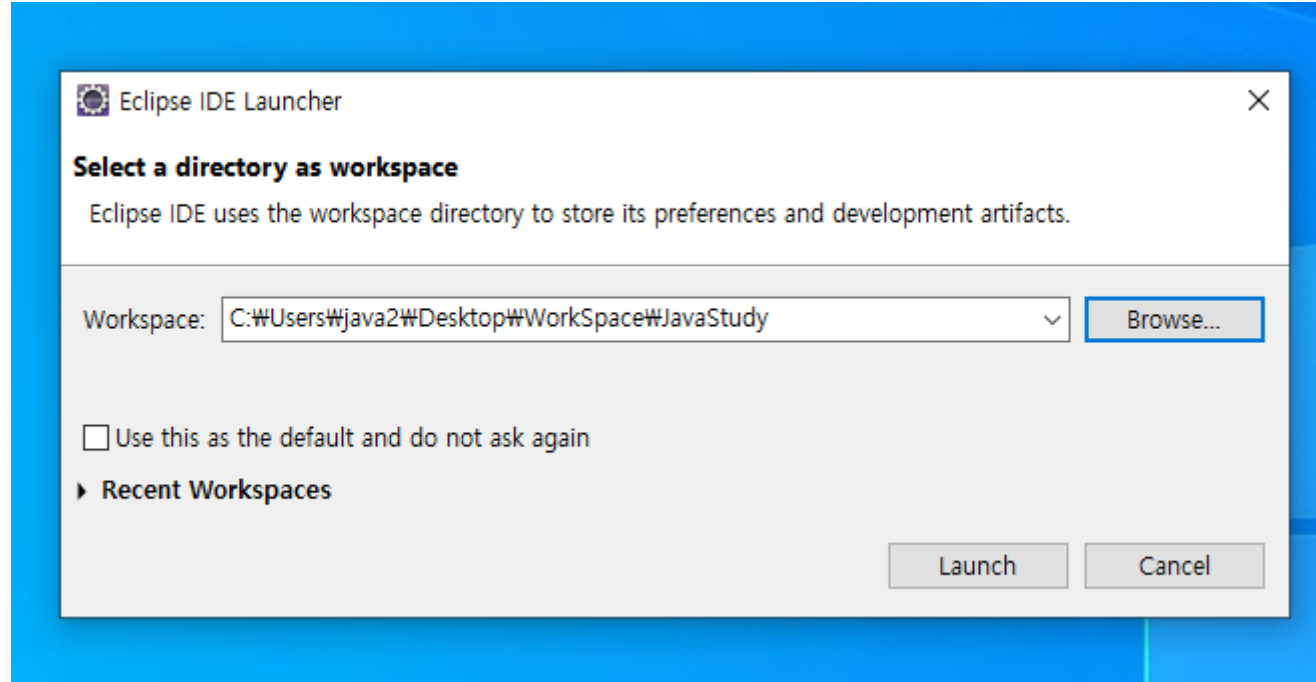 Eclipse IDE Launcher
Select a directory as workspace
Eclipse IDE uses the workspace directory to store its preferences and development artifacts.
Workspace: C:₩Users₩java2₩Desktop₩WorkSpace₩JavaStudy Browse...
Use this as the default and do not ask again
Recent Workspaces
Launch Cancel